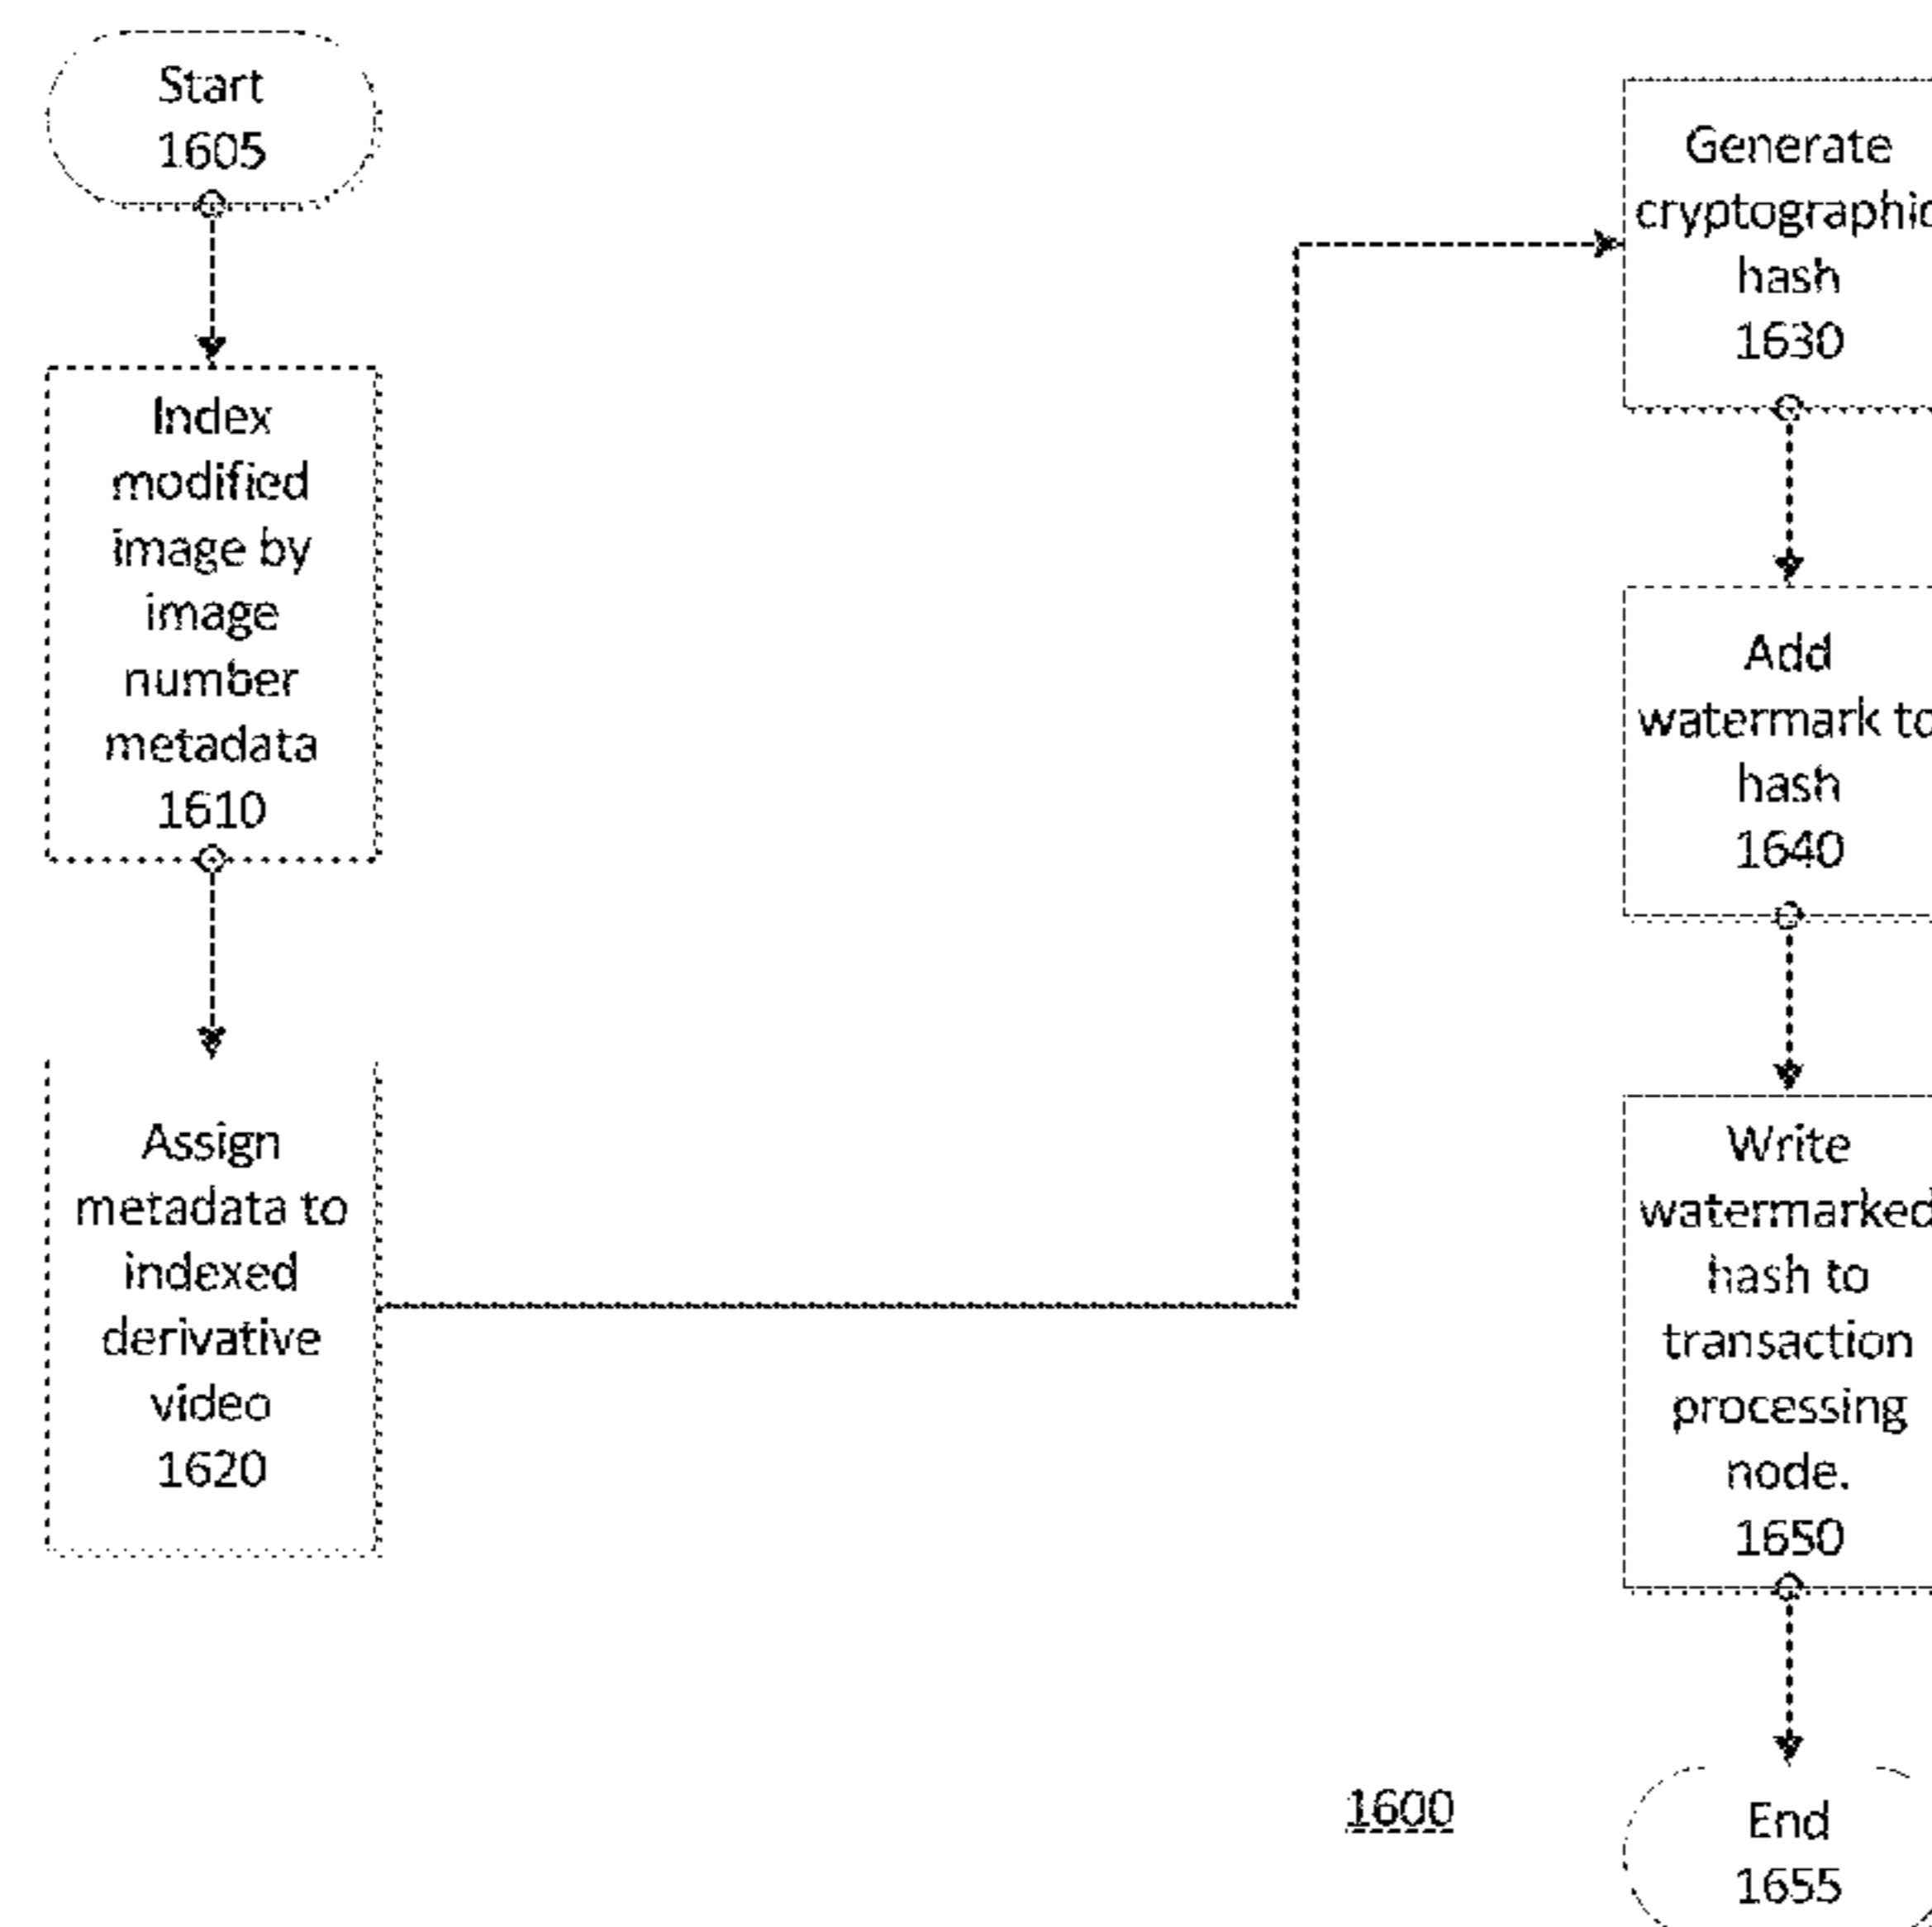 Start
1605
Index
modified
image by
image
number
metadata
1610
Assign
metadata to
indexed
derivative
video
1620
Generate
cryptographic
hash
1630
Add
watermark to
hash
1640
Write
watermarked
hash to
transaction
processing
node.
1650
End
1655
1600